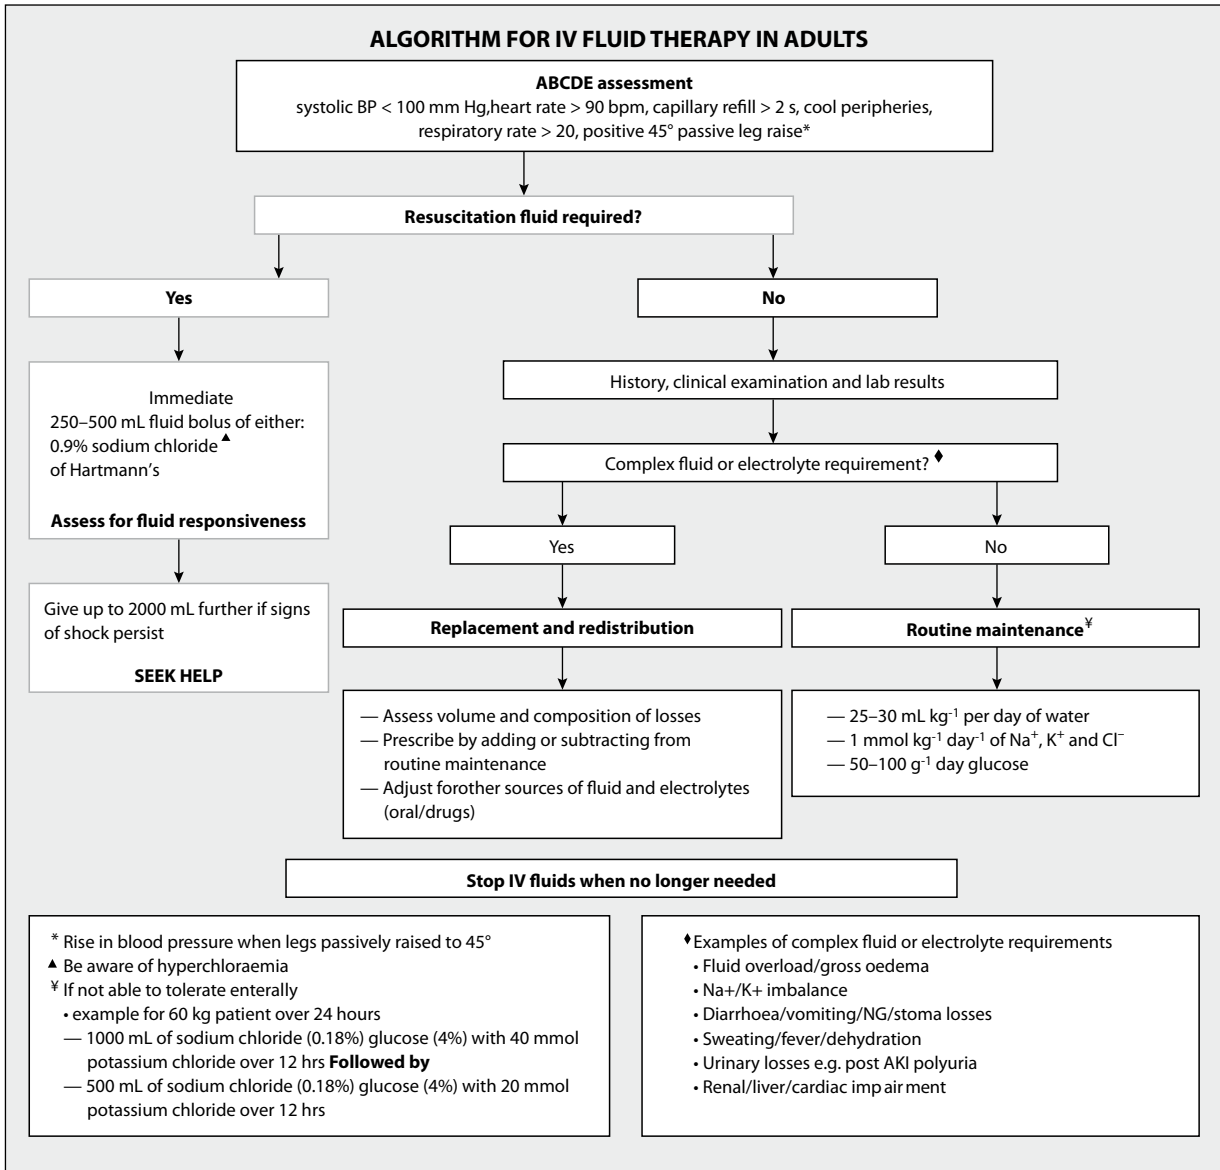 ALGORITHM FOR IV FLUID THERAPY IN ADULTS
ABCDE assessment
systolic BP < 100 mm Hg,heart rate > 90 bpm, capillary refill > 2 s, cool peripheries,
respiratory rate > 20, positive 45° passive leg raise*
Resuscitation fluid required?
Yes
No
Immediate
250–500 mL fluid bolus of either:
0.9% sodium chloride▲
of Hartmann's
Assess for fluid responsiveness
Give up to 2000 mL further if signs
of shock persist
SEEK HELP
History, clinical examination and lab results
Complex fluid or electrolyte requirement? ♦
Yes
No
Replacement and redistribution
Routine maintenance¥
— Assess volume and composition of losses
— Prescribe by adding or subtracting from
routine maintenance
— Adjust forother sources of fluid and electrolytes
(oral/drugs)
— 25–30 mL kg⁻¹ per day of water
— 1 mmol kg⁻¹ day⁻¹ of Na⁺, K⁺ and Cl⁻
— 50–100 g⁻¹ day glucose
Stop IV fluids when no longer needed
* Rise in blood pressure when legs passively raised to 45°
▲ Be aware of hyperchloraemia
¥ If not able to tolerate enterally
• example for 60 kg patient over 24 hours
— 1000 mL of sodium chloride (0.18%) glucose (4%) with 40 mmol
potassium chloride over 12 hrs Followed by
— 500 mL of sodium chloride (0.18%) glucose (4%) with 20 mmol
potassium chloride over 12 hrs
♦Examples of complex fluid or electrolyte requirements
• Fluid overload/gross oedema
• Na+/K+ imbalance
• Diarrhoea/vomiting/NG/stoma losses
• Sweating/fever/dehydration
• Urinary losses e.g. post AKI polyuria
• Renal/liver/cardiac imp air ment